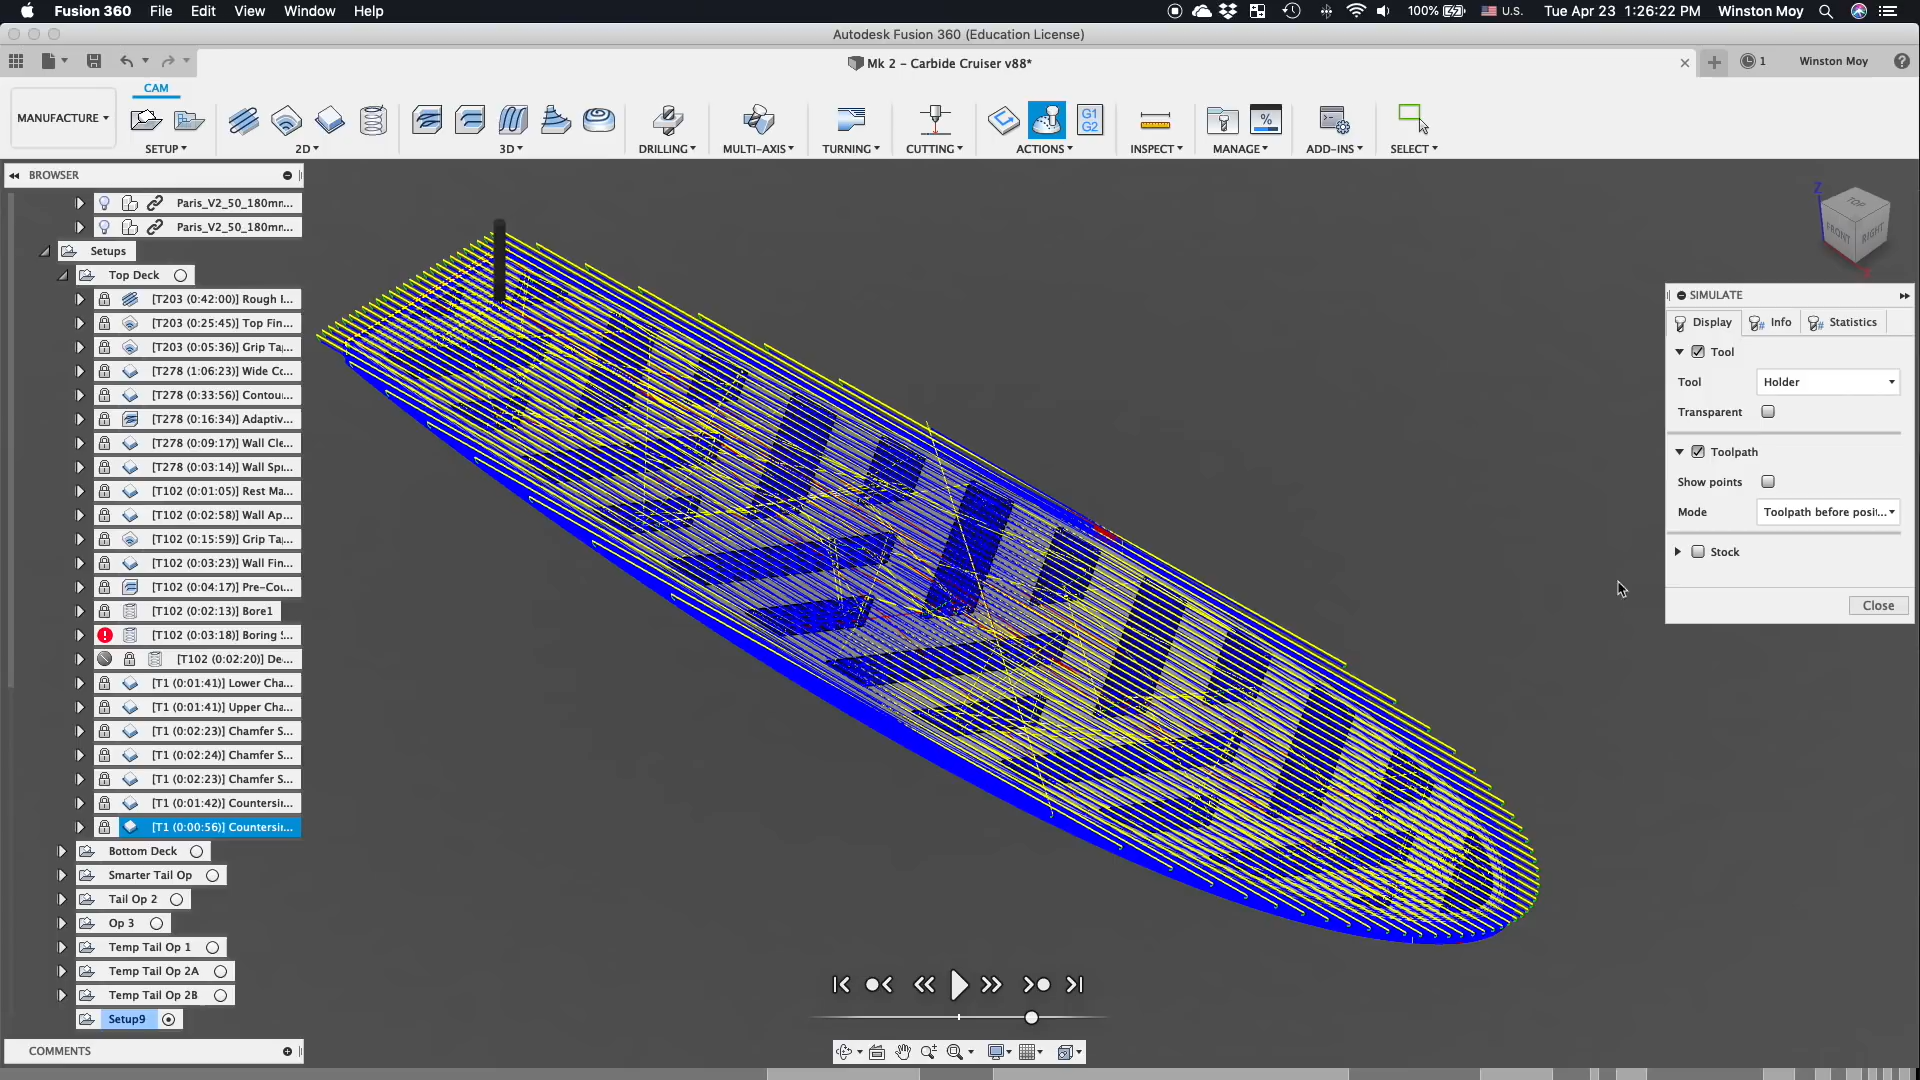 Fusion 360 File Edit View Window Help 100% U.S. Tue Apr 23 1:26:22 PM Winston Moy
Autodesk Fusion 360 (Education License)
Mk 2 - Carbide Cruiser v88* 1 Winston Moy
MANUFACTURE
CAM
G1
G2
%
SETUP 2D 3D DRILLING MULTI-AXIS TURNING CUTTING ACTIONS INSPECT MANAGE ADD-INS SELECT
BROWSER
Paris_V2_50_180mm...
Paris_V2_50_180mm...
Setups
Top Deck
[T203 (0:42:00)] Rough I...
[T203 (0:25:45)] Top Fin...
[T203 (0:05:36)] Grip Ta...
[T278 (1:06:23)] Wide Co...
[T278 (0:33:56)] Contou...
[T278 (0:16:34)] Adaptiv...
[T278 (0:09:17)] Wall Cle...
[T278 (0:03:14)] Wall Spi...
[T102 (0:01:05)] Rest Ma...
[T102 (0:02:58)] Wall Ap...
[T102 (0:15:59)] Grip Ta...
[T102 (0:03:23)] Wall Fin...
[T102 (0:04:17)] Pre-Cou...
[T102 (0:02:13)] Bore1
[T102 (0:03:18)] Boring S...
[T102 (0:02:20)] De...
[T1 (0:01:41)] Lower Cha...
[T1 (0:01:41)] Upper Cha...
[T1 (0:02:23)] Chamfer S...
[T1 (0:02:24)] Chamfer S...
[T1 (0:02:23)] Chamfer S...
[T1 (0:01:42)] Countersin...
[T1 (0:00:56)] Countersi...
Bottom Deck
Smarter Tail Op
Tail Op 2
Op 3
Temp Tail Op 1
Temp Tail Op 2A
Temp Tail Op 2B
Setup9
COMMENTS
Z
TOP
FRONT RIGHT
X
SIMULATE
Display Info Statistics
Tool
Tool Holder
Transparent
Toolpath
Show points
Mode Toolpath before posit...
Stock
Close